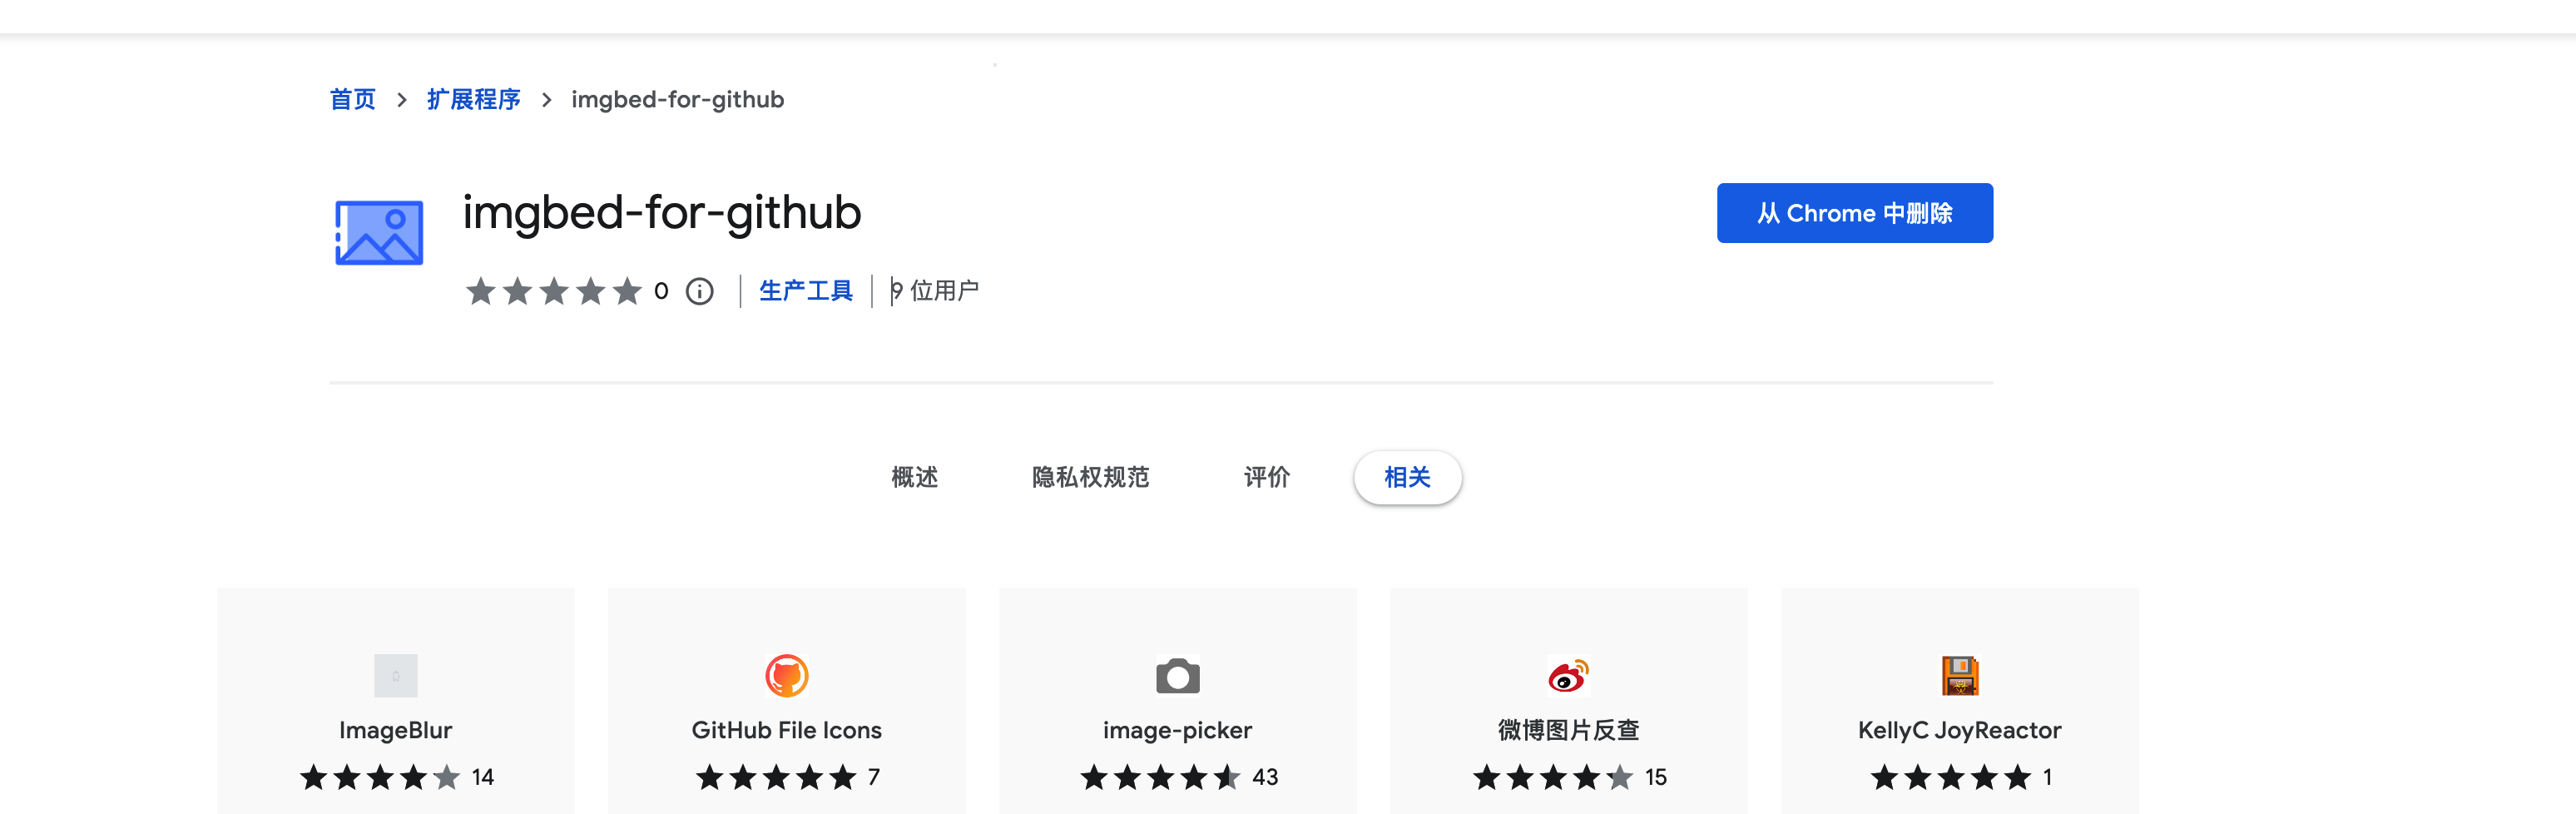 首页 > 扩展程序 > imgbed-for-github
imgbed-for-github
从 Chrome 中删除
0 | 生产工具 | 9 位用户
概述 隐私权规范 评价 相关
ImageBlur
14
GitHub File Icons
7
image-picker
43
微博图片反查
15
KellyC JoyReactor
1